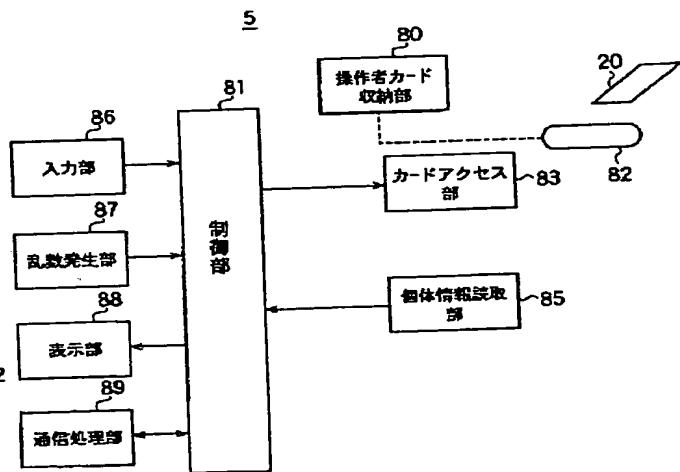 5
80
操作者カード
収納部
20
81
86
入力部
82
カードアクセス
部
83
87
乱数発生部
制御部
個体情報読取
部
85
88
表示部
2
89
通信処理部